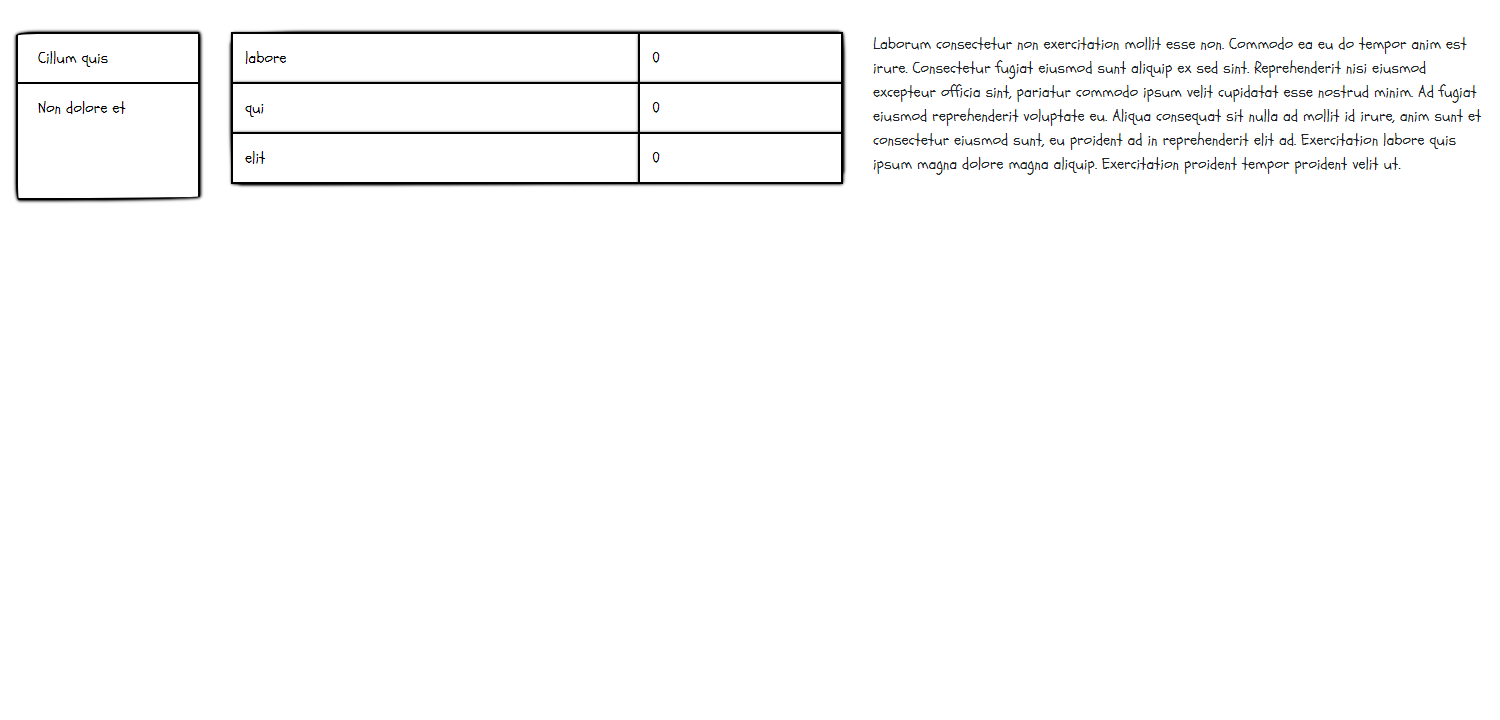 Cillum quis
Non dolore et
labore 0
qui 0
elit 0
Laborum consectetur non exercitation mollit esse non. Commodo ea eu do tempor anim est
irure. Consectetur fugiat eiusmod sunt aliquip ex sed sint. Reprehenderit nisi eiusmod
excepteur officia sint, pariatur commodo ipsum velit cupidatat esse nostrud minim. Ad fugiat
eiusmod reprehenderit voluptate eu. Aliqua consequat sit nulla ad mollit id irure, anim sunt et
consectetur eiusmod sunt, eu proident ad in reprehenderit elit ad. Exercitation labore quis
ipsum magna dolore magna aliquip. Exercitation proident tempor proident velit ut.